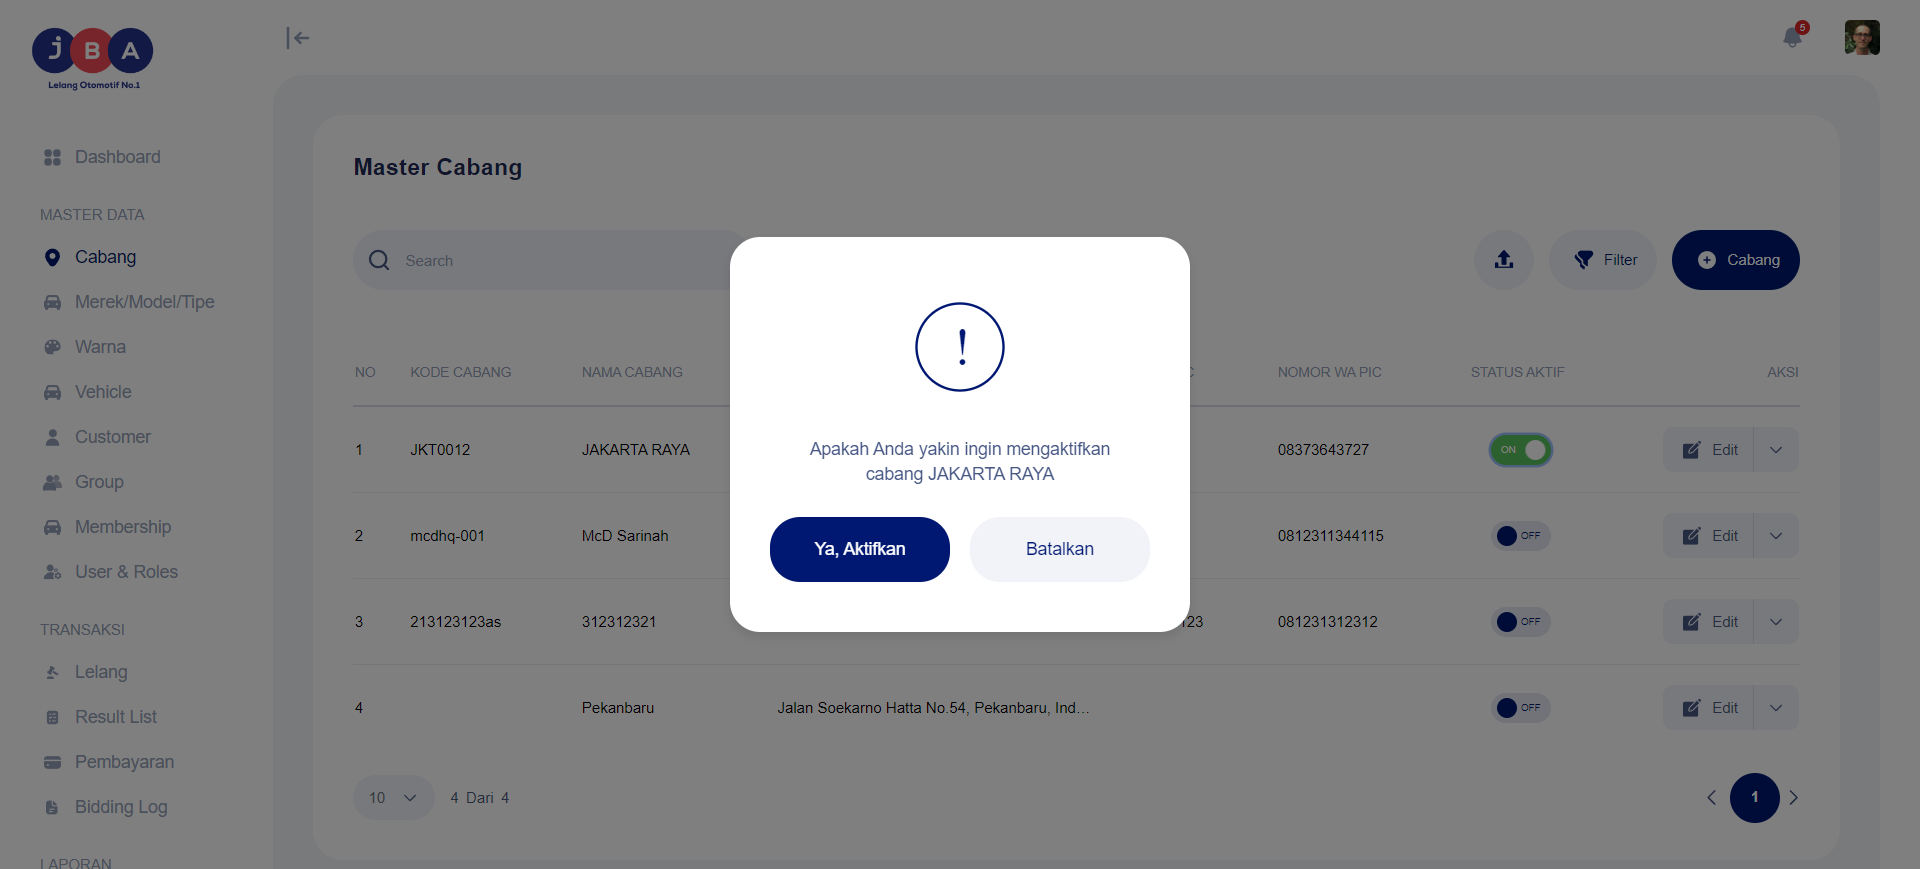 JBA
Lelang Otomotif No.1
5
Dashboard
MASTER DATA
Cabang
Merek/Model/Tipe
Warna
Vehicle
Customer
Group
Membership
User & Roles
TRANSAKSI
Lelang
Result List
Pembayaran
Bidding Log
LAPORAN
Master Cabang
Search
Filter
Cabang
NO KODE CABANG NAMA CABANG C NOMOR WA PIC STATUS AKTIF AKSI
1 JKT0012 JAKARTA RAYA 08373643727 ON Edit
2 mcdhq-001 McD Sarinah 0812311344115 OFF Edit
3 213123123as 312312321 123 081231312312 OFF Edit
4 Pekanbaru Jalan Soekarno Hatta No.54, Pekanbaru, Ind... OFF Edit
10 4 Dari 4 1
!
Apakah Anda yakin ingin mengaktifkan
cabang JAKARTA RAYA
Ya, Aktifkan
Batalkan